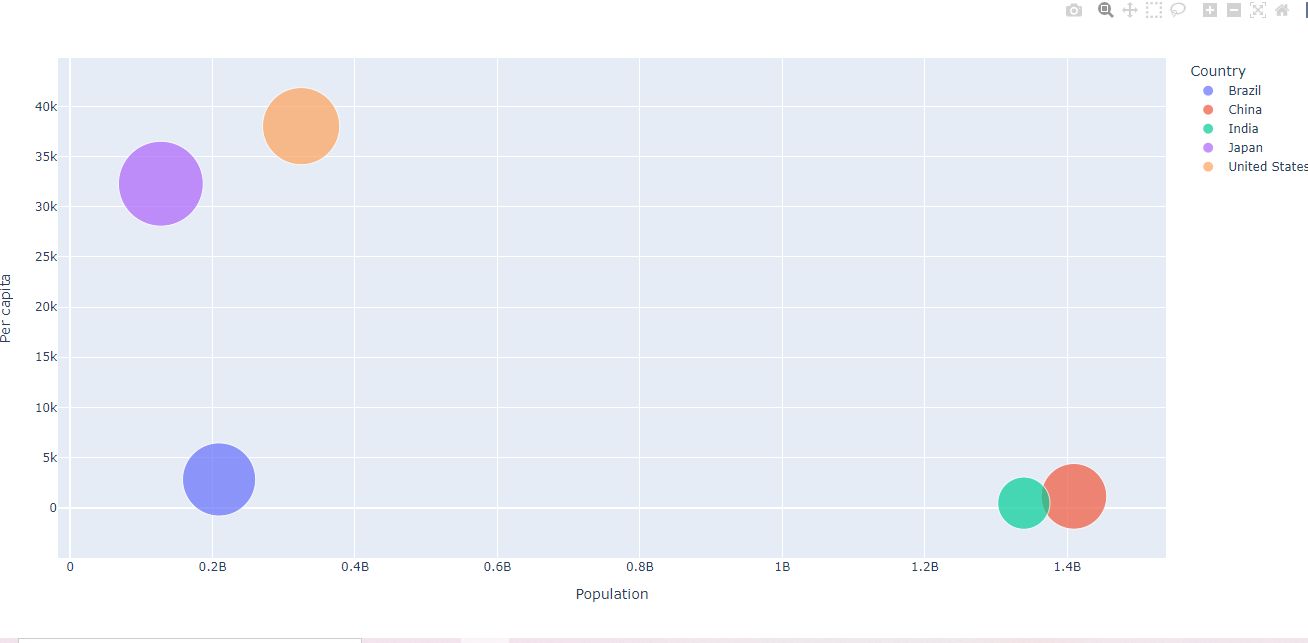 Country
Brazil
China
India
Japan
United States
40k
35k
30k
25k
20k
15k
10k
5k
0
Per capita
0 0.2B 0.4B 0.6B 0.8B 1B 1.2B 1.4B
Population